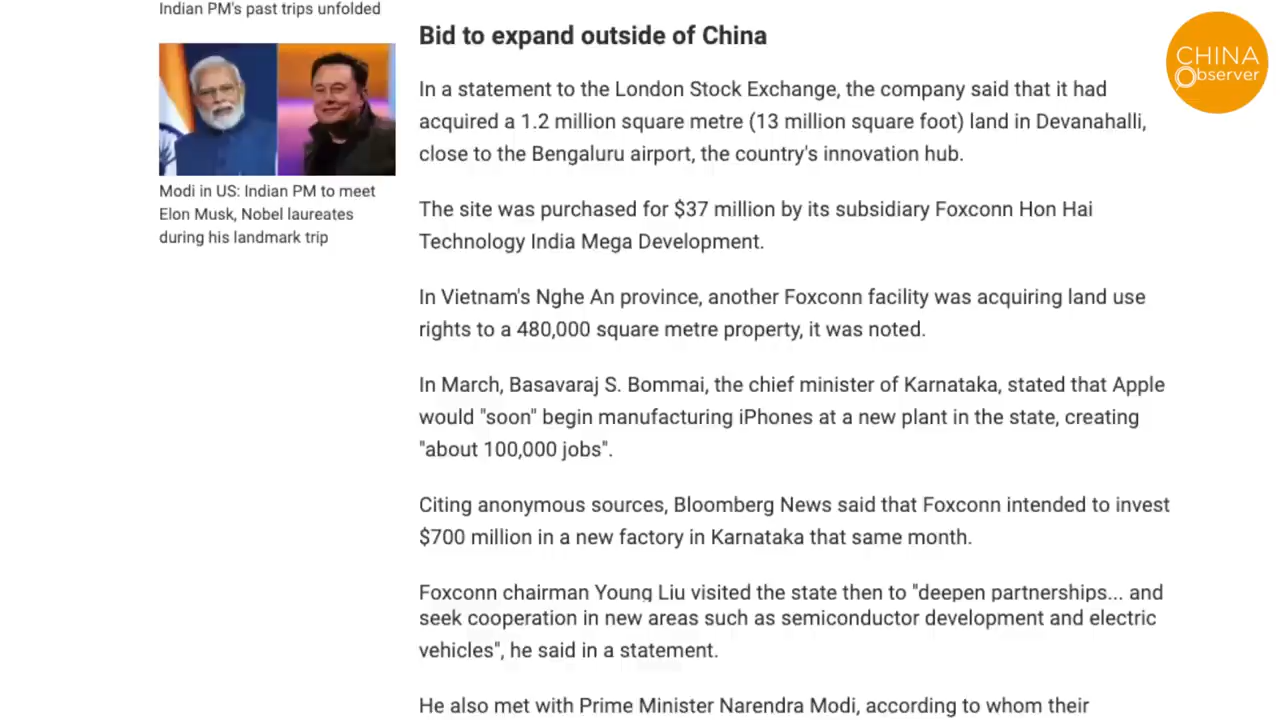 Indian PM's past trips unfolded
Modi in US: Indian PM to meet
Elon Musk, Nobel laureates
during his landmark trip
Bid to expand outside of China
In a statement to the London Stock Exchange, the company said that it had
acquired a 1.2 million square metre (13 million square foot) land in Devanahalli,
close to the Bengaluru airport, the country's innovation hub.
The site was purchased for $37 million by its subsidiary Foxconn Hon Hai
Technology India Mega Development.
In Vietnam's Nghe An province, another Foxconn facility was acquiring land use
rights to a 480,000 square metre property, it was noted.
In March, Basavaraj S. Bommai, the chief minister of Karnataka, stated that Apple
would "soon" begin manufacturing iPhones at a new plant in the state, creating
"about 100,000 jobs".
Citing anonymous sources, Bloomberg News said that Foxconn intended to invest
$700 million in a new factory in Karnataka that same month.
Foxconn chairman Young Liu visited the state then to "deepen partnerships... and
seek cooperation in new areas such as semiconductor development and electric
vehicles", he said in a statement.
He also met with Prime Minister Narendra Modi, according to whom their
CHINA
Observer